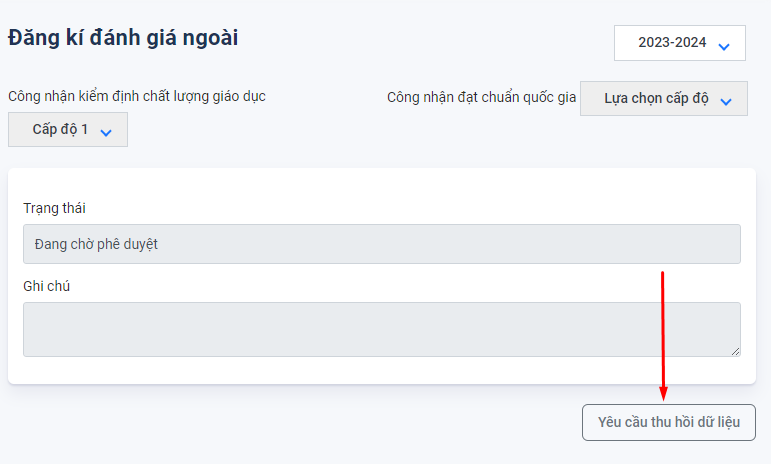 Đăng kí đánh giá ngoài
2023-2024
Công nhận kiểm định chất lượng giáo dục
Cấp độ 1
Công nhận đạt chuẩn quốc gia
Lựa chọn cấp độ
Trạng thái
Đang chờ phê duyệt
Ghi chú
Yêu cầu thu hồi dữ liệu